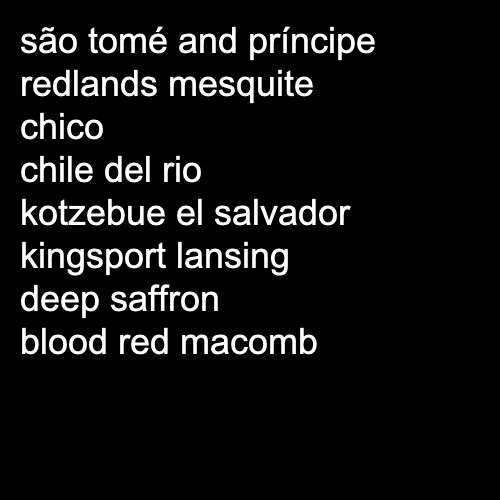 são tomé and príncipe
redlands mesquite
chico
chile del rio
kotzebue el salvador
kingsport lansing
deep saffron
blood red macomb